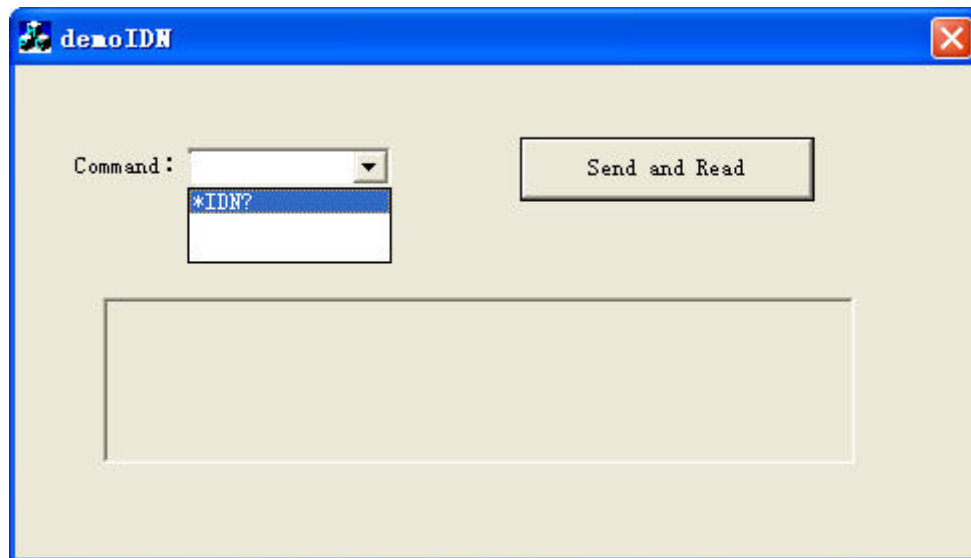 demoIDN
Command：
Send and Read
*IDN?